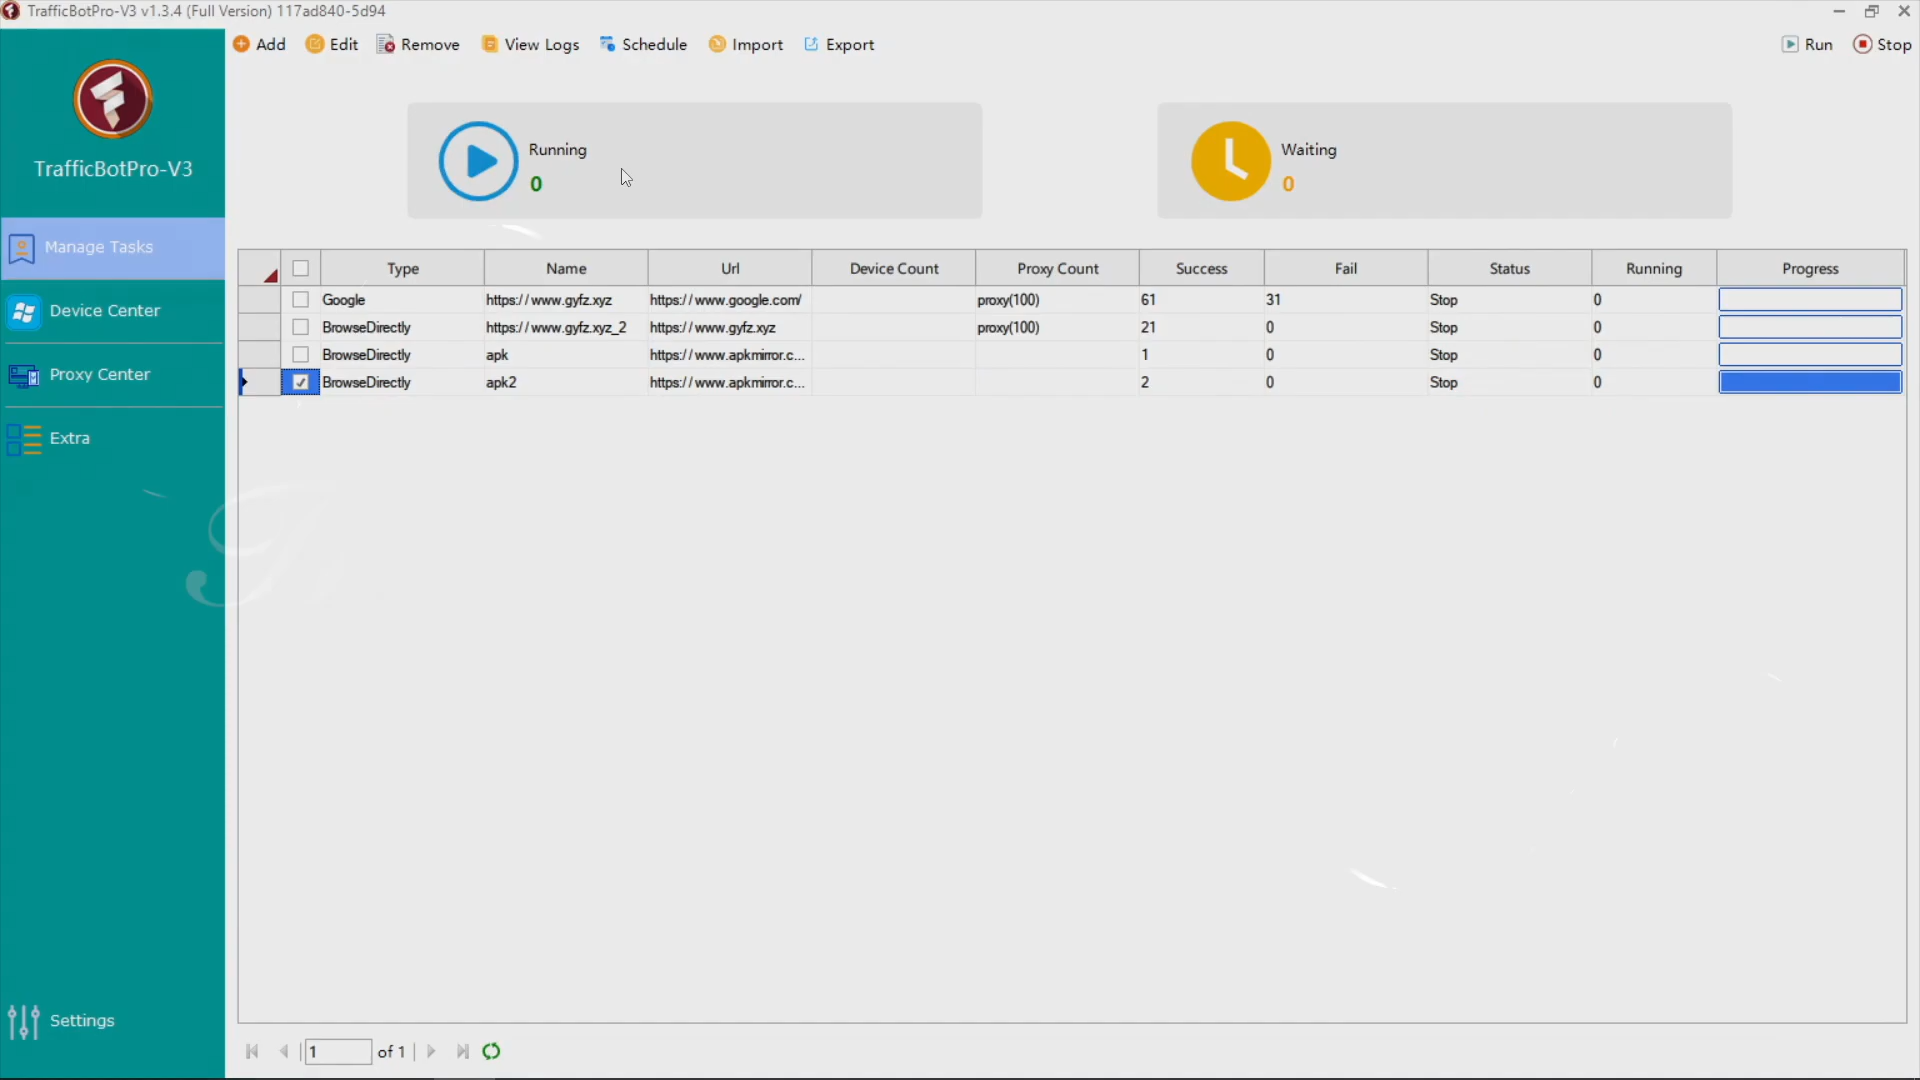 TrafficBotPro-V3 v1.3.4 (Full Version) 117ad840-5d94
Add Edit Remove View Logs Schedule Import Export Run Stop
TrafficBotPro-V3
Running
0
Waiting
0
Manage Tasks
Device Center
Proxy Center
Extra
Settings
Type Name Url Device Count Proxy Count Success Fail Status Running Progress
Google https://www.gyfz.xyz https://www.google.com/ proxy(100) 61 31 Stop 0
BrowseDirectly https://www.gyfz.xyz_2 https://www.gyfz.xyz proxy(100) 21 0 Stop 0
BrowseDirectly apk https://www.apkmirror.c... 1 0 Stop 0
BrowseDirectly apk2 https://www.apkmirror.c... 2 0 Stop 0
1 of 1